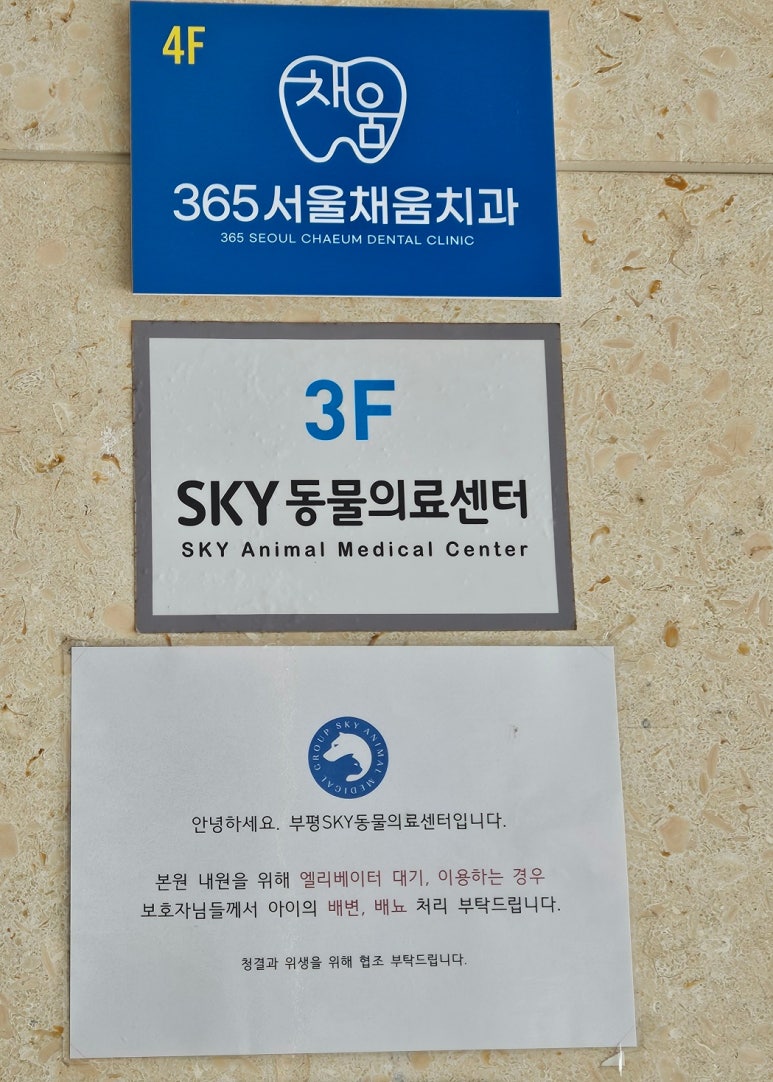 4F
채움
365서울채움치과
365 SEOUL CHAEUM DENTAL CLINIC
3F
SKY동물의료센터
SKY Animal Medical Center
GROUP SKY ANIMAL MEDICAL
안녕하세요. 부평SKY동물의료센터입니다.
본원 내원을 위해 엘리베이터 대기, 이용하는 경우
보호자님들께서 아이의 배변, 배뇨 처리 부탁드립니다.
청결과 위생을 위해 협조 부탁드립니다.